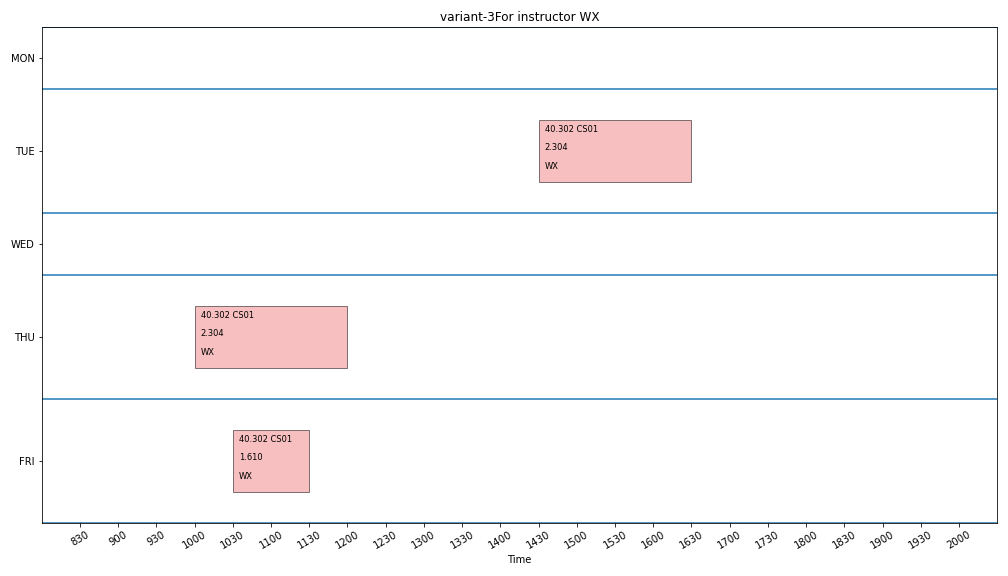 variant-3For instructor WX
MON
TUE
40.302 CS01
2.304
WX
WED
THU
40.302 CS01
2.304
WX
FRI
40.302 CS01
1.610
WX
830 900 930 1000 1030 1100 1130 1200 1230 1300 1330 1400 1430 1500 1530 1600 1630 1700 1730 1800 1830 1900 1930 2000
Time